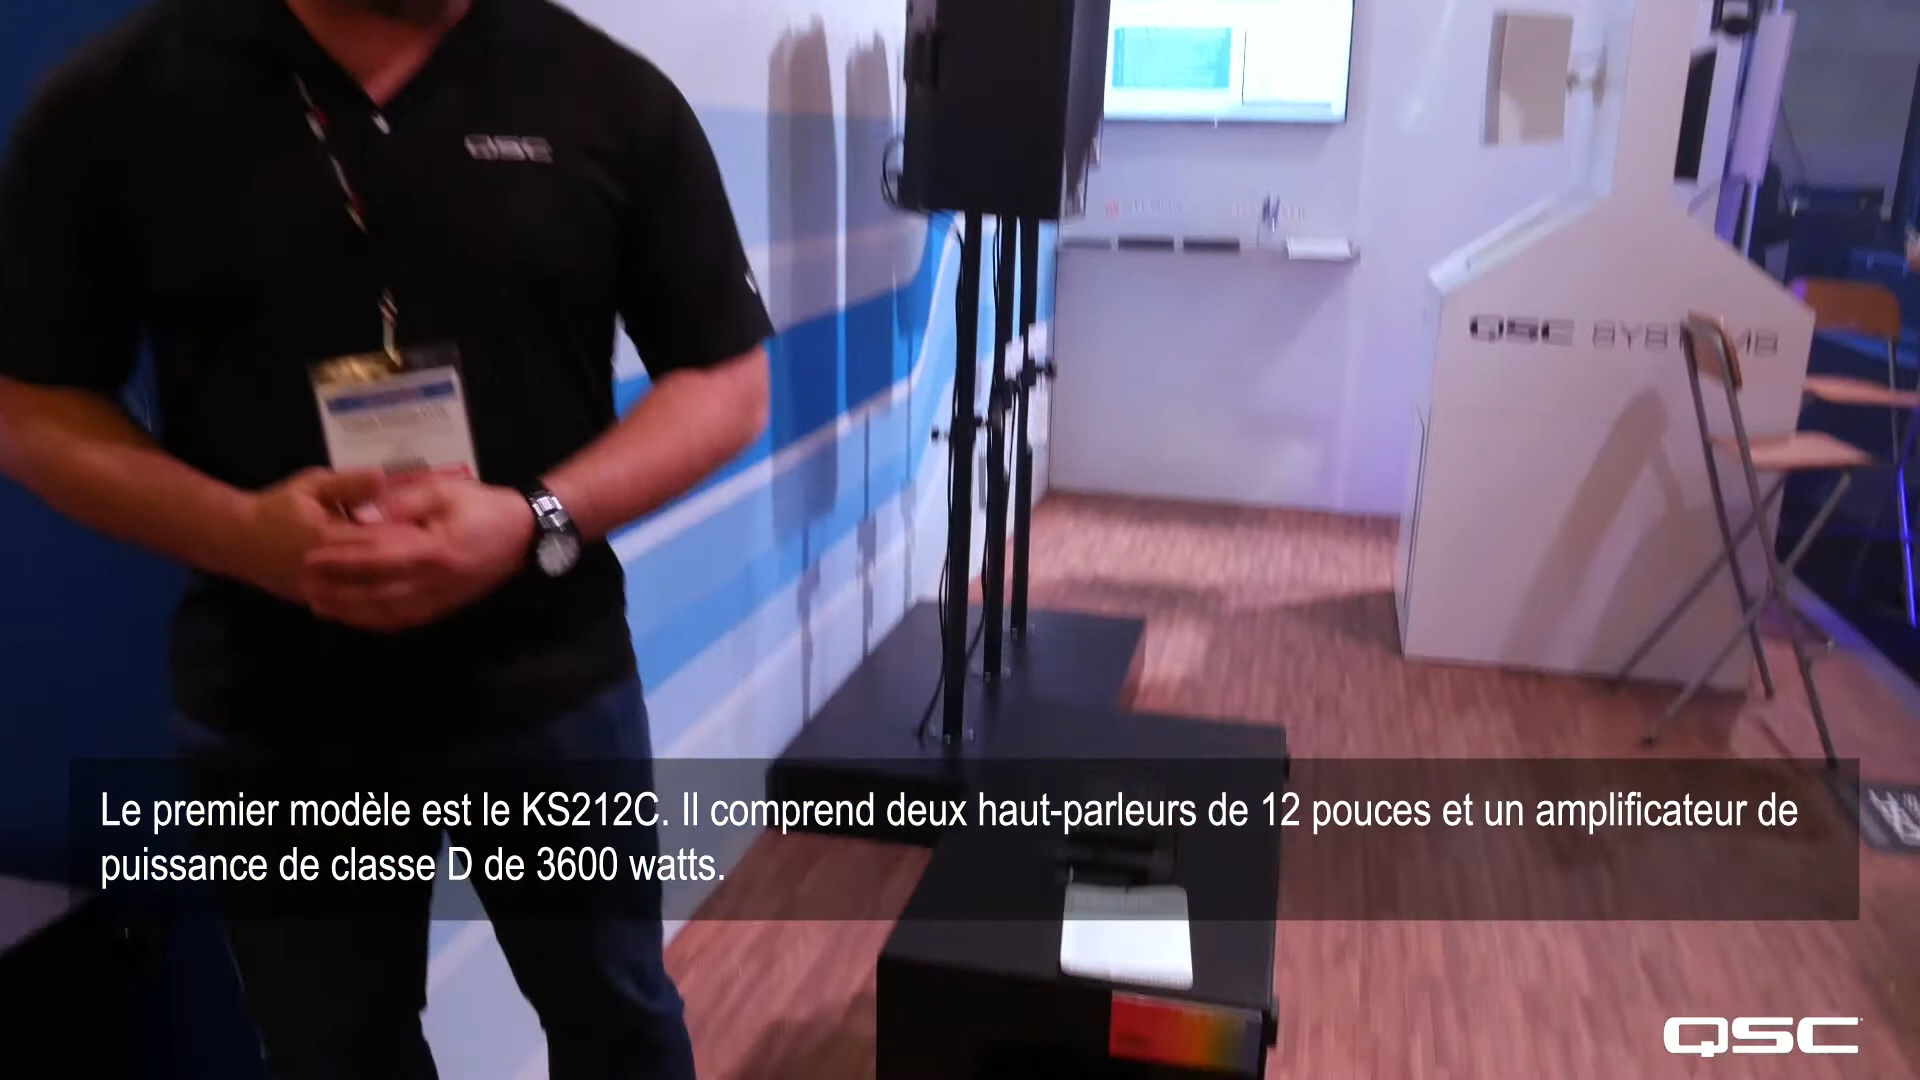 QSC
QSC SYSTEMS
Le premier modèle est le KS212C. Il comprend deux haut-parleurs de 12 pouces et un amplificateur de
puissance de classe D de 3600 watts.
QSC